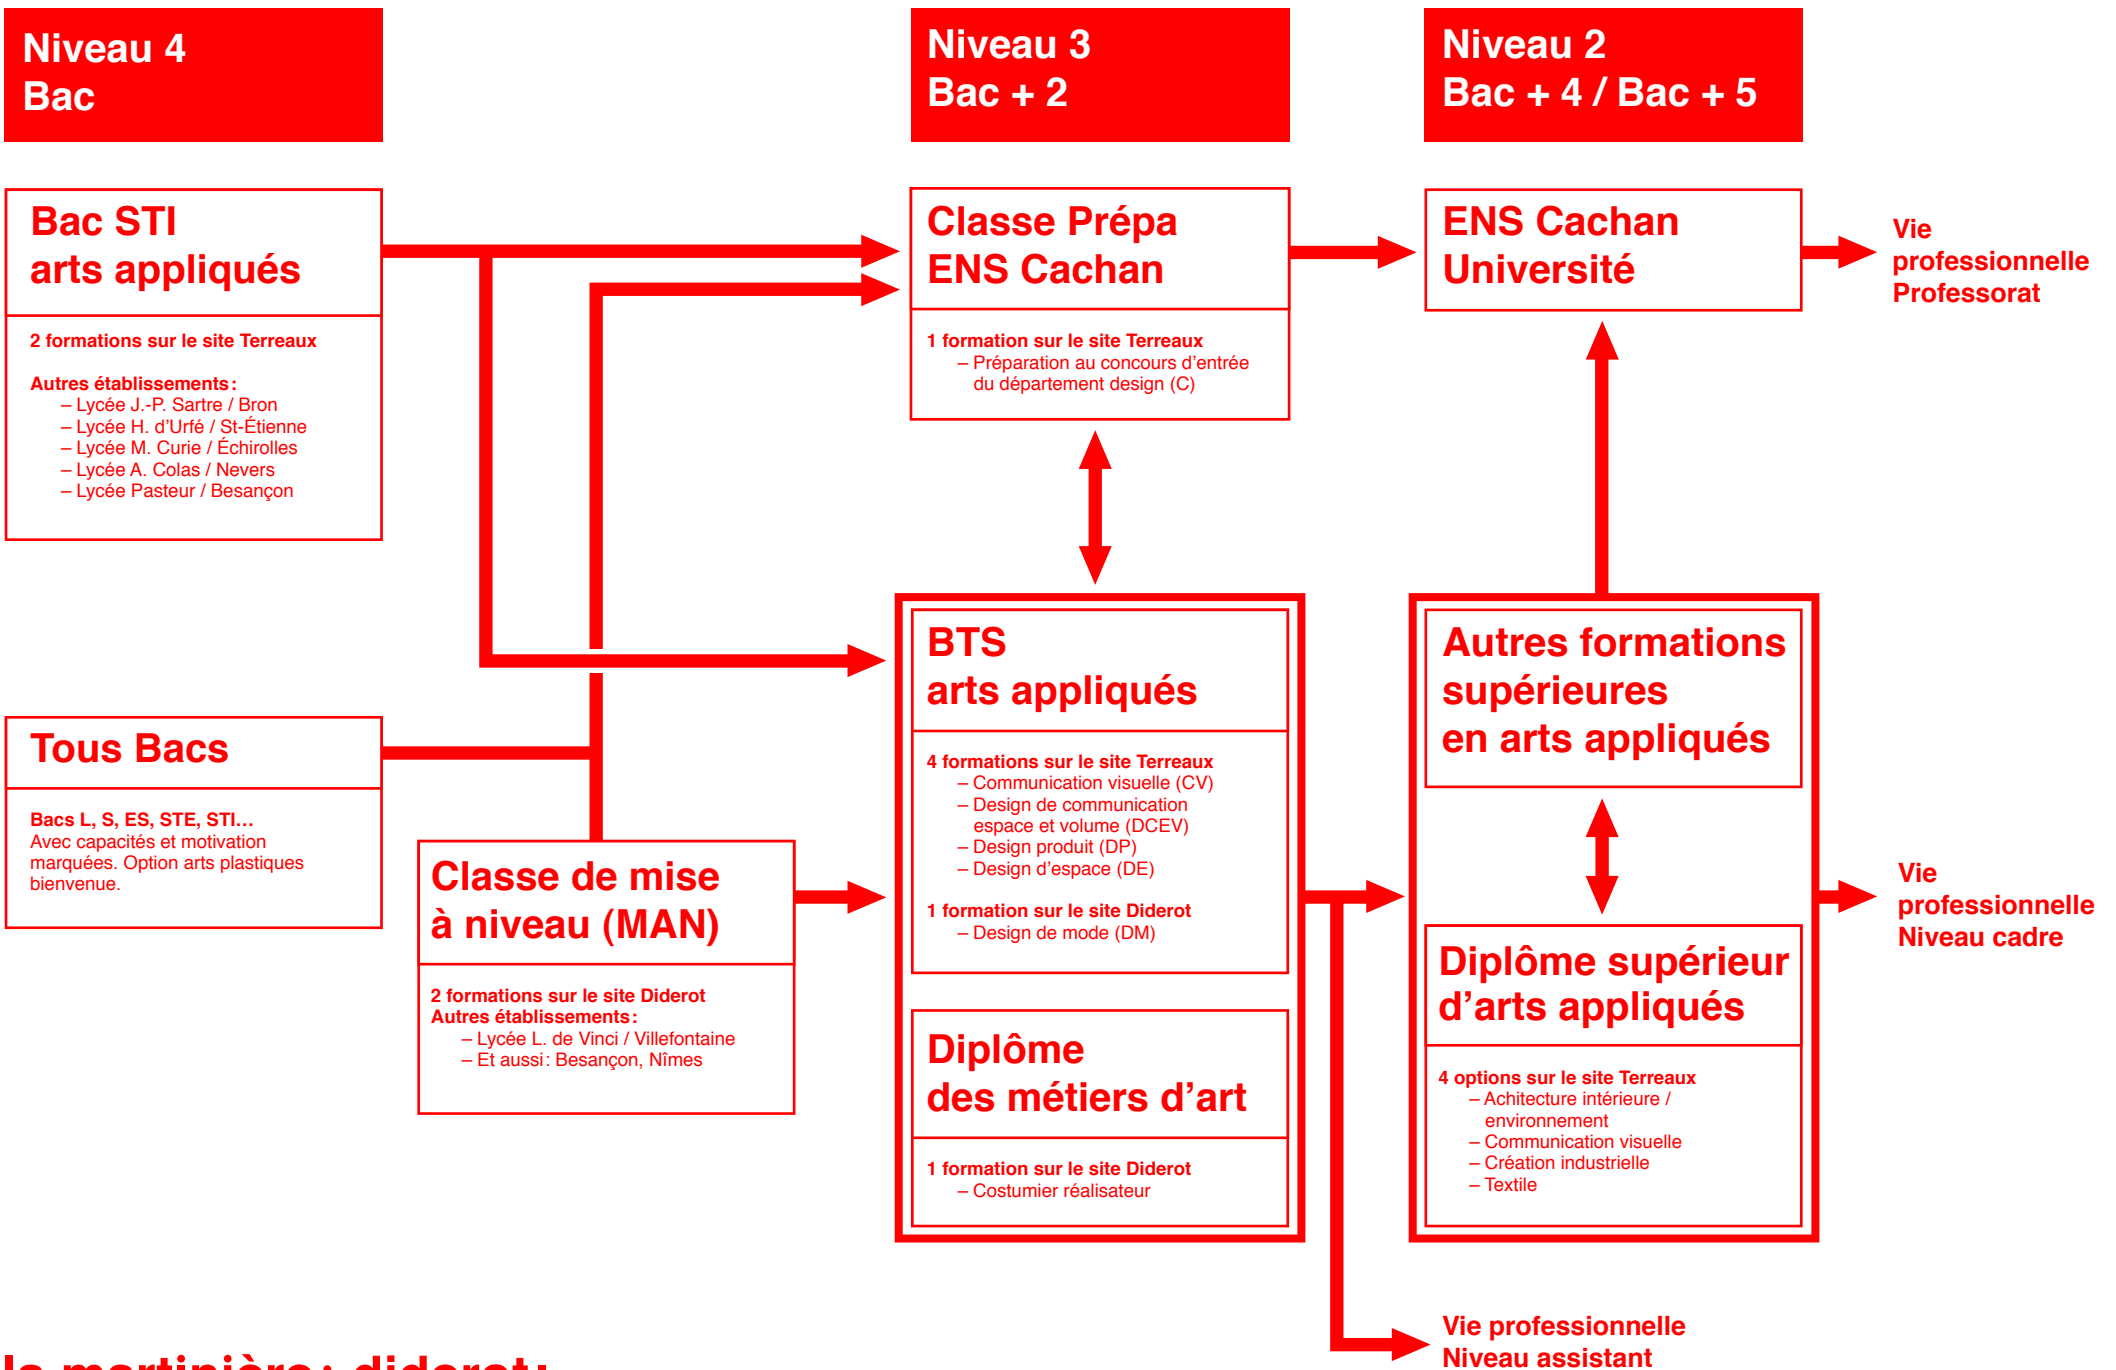 Niveau 4
Bac
Niveau 3
Bac + 2
Niveau 2
Bac + 4 / Bac + 5
Bac STI
arts appliqués
2 formations sur le site Terreaux
Autres établissements :
– Lycée J.-P. Sartre / Bron
– Lycée H. d’Urfé / St-Étienne
– Lycée M. Curie / Échirolles
– Lycée A. Colas / Nevers
– Lycée Pasteur / Besançon
Classe Prépa
ENS Cachan
1 formation sur le site Terreaux
– Préparation au concours d’entrée
du département design (C)
ENS Cachan
Université
Vie
professionnelle
Professorat
Tous Bacs
Bacs L, S, ES, STE, STI…
Avec capacités et motivation
marquées. Option arts plastiques
bienvenue.
Classe de mise
à niveau (MAN)
2 formations sur le site Diderot
Autres établissements :
– Lycée L. de Vinci / Villefontaine
– Et aussi : Besançon, Nîmes
BTS
arts appliqués
4 formations sur le site Terreaux
– Communication visuelle (CV)
– Design de communication
espace et volume (DCEV)
– Design produit (DP)
– Design d’espace (DE)
1 formation sur le site Diderot
– Design de mode (DM)
Diplôme
des métiers d’art
1 formation sur le site Diderot
– Costumier réalisateur
Autres formations
supérieures
en arts appliqués
Diplôme supérieur
d’arts appliqués
4 options sur le site Terreaux
– Achitecture intérieure /
environnement
– Communication visuelle
– Création industrielle
– Textile
Vie
professionnelle
Niveau cadre
Vie professionnelle
Niveau assistant
la martinière : diderot :